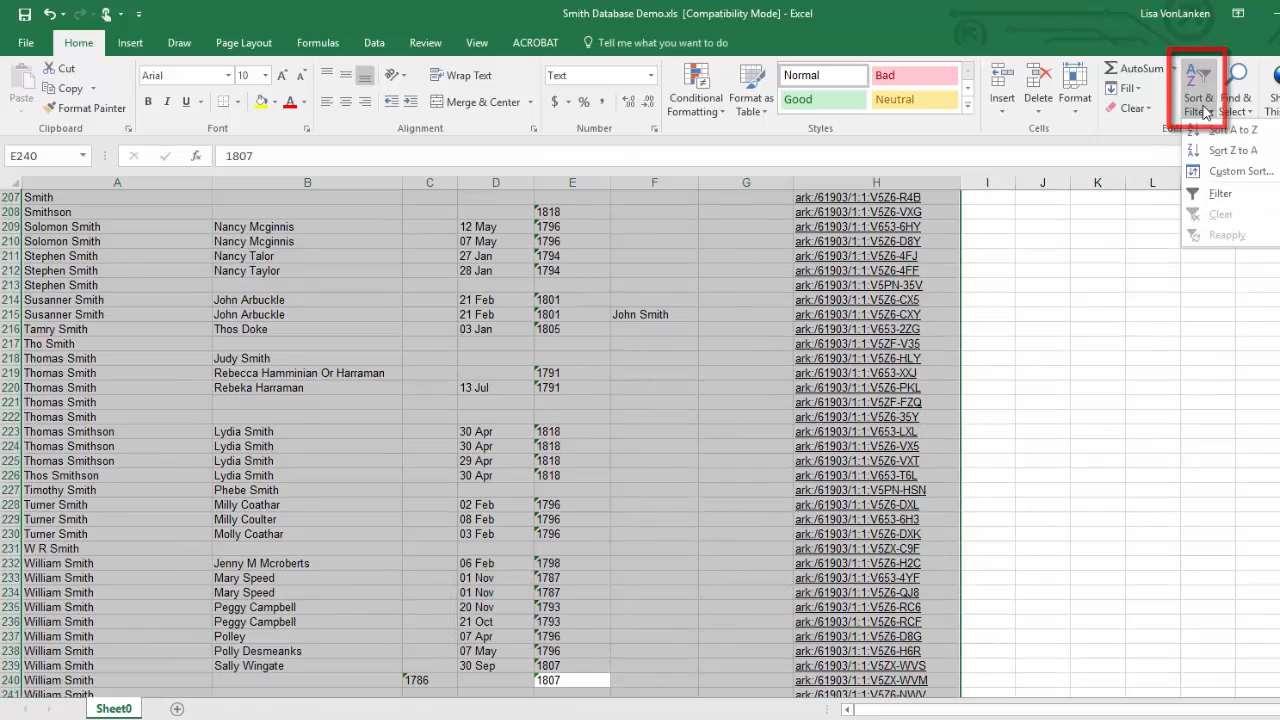 Smith Database Demo.xls [Compatibility Mode] - Excel Lisa VonLanken
File Home Insert Draw Page Layout Formulas Data Review View ACROBAT Tell me what you want to do
Paste
Cut
Copy
Format Painter
Clipboard
Arial 10
B I U
Font
Wrap Text
Merge & Center
Alignment
Text
$ % ,
Number
Conditional Formatting
Format as Table
Normal Bad
Good Neutral
Styles
Insert Delete Format
Cells
AutoSum
Fill
Clear
Sort & Filter
Find & Select
Sort A to Z
Sort Z to A
Custom Sort...
Filter
Clear
Reapply
E240 fx 1807
A B C D E F G H I J K L
207 Smith ark:/61903/1:1:V5Z6-R4B
208 Smithson 1818 ark:/61903/1:1:V5Z6-VXG
209 Solomon Smith Nancy Mcginnis 12 May 1796 ark:/61903/1:1:V653-6HY
210 Solomon Smith Nancy Mcginnis 07 May 1796 ark:/61903/1:1:V5Z6-D8Y
211 Stephen Smith Nancy Talor 27 Jan 1794 ark:/61903/1:1:V5Z6-4FJ
212 Stephen Smith Nancy Taylor 28 Jan 1794 ark:/61903/1:1:V5Z6-4FF
213 Stephen Smith ark:/61903/1:1:V5PN-35V
214 Susanner Smith John Arbuckle 21 Feb 1801 ark:/61903/1:1:V5Z6-CX5
215 Susanner Smith John Arbuckle 21 Feb 1801 John Smith ark:/61903/1:1:V5Z6-CXY
216 Tamry Smith Thos Doke 03 Jan 1805 ark:/61903/1:1:V653-2ZG
217 Tho Smith ark:/61903/1:1:V5ZF-V35
218 Thomas Smith Judy Smith ark:/61903/1:1:V5Z6-HLY
219 Thomas Smith Rebecca Hamminian Or Harraman 1791 ark:/61903/1:1:V653-XXJ
220 Thomas Smith Rebeka Harraman 13 Jul 1791 ark:/61903/1:1:V5Z6-PKL
221 Thomas Smith ark:/61903/1:1:V5ZF-FZQ
222 Thomas Smith ark:/61903/1:1:V5Z6-35Y
223 Thomas Smithson Lydia Smith 30 Apr 1818 ark:/61903/1:1:V653-LXL
224 Thomas Smithson Lydia Smith 30 Apr 1818 ark:/61903/1:1:V5Z6-VX5
225 Thomas Smithson Lydia Smith 29 Apr 1818 ark:/61903/1:1:V5Z6-VXT
226 Thos Smithson Lydia Smith 30 Apr 1818 ark:/61903/1:1:V653-T6L
227 Timothy Smith Phebe Smith ark:/61903/1:1:V5PN-HSN
228 Turner Smith Milly Coathar 02 Feb 1796 ark:/61903/1:1:V5Z6-DXL
229 Turner Smith Milly Coulter 08 Feb 1796 ark:/61903/1:1:V653-6H3
230 Turner Smith Molly Coathar 03 Feb 1796 ark:/61903/1:1:V5Z6-DXK
231 W R Smith ark:/61903/1:1:V5ZX-C9F
232 William Smith Jenny M Mcroberts 06 Feb 1798 ark:/61903/1:1:V5Z6-H2C
233 William Smith Mary Speed 01 Nov 1787 ark:/61903/1:1:V653-4YF
234 William Smith Mary Speed 01 Nov 1787 ark:/61903/1:1:V5Z6-QJ8
235 William Smith Peggy Campbell 20 Nov 1793 ark:/61903/1:1:V5Z6-RC6
236 William Smith Peggy Campbell 21 Oct 1793 ark:/61903/1:1:V5Z6-RCF
237 William Smith Polley 07 Apr 1796 ark:/61903/1:1:V5Z6-D8G
238 William Smith Polly Desmeanks 07 May 1796 ark:/61903/1:1:V5Z6-H6R
239 William Smith Sally Wingate 30 Sep 1807 ark:/61903/1:1:V5ZX-WVS
240 William Smith 1786 1807 ark:/61903/1:1:V5ZX-WVM
241 William Smith ark:/61903/1:1:V5Z6-NWV
Sheet0